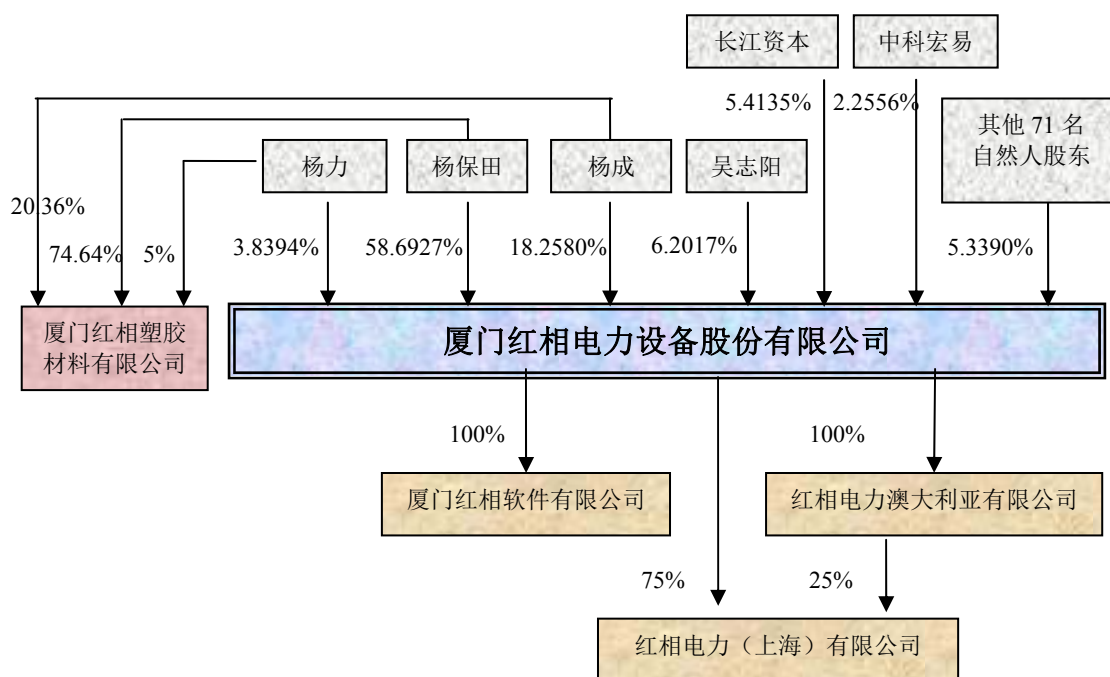 长江资本
中科宏易
5.4135%
2.2556%
其他 71 名
自然人股东
杨力
杨保田
杨成
吴志阳
20.36%
74.64%
5%
3.8394%
58.6927%
18.2580%
6.2017%
5.3390%
厦门红相塑胶
材料有限公司
厦门红相电力设备股份有限公司
100%
100%
厦门红相软件有限公司
红相电力澳大利亚有限公司
75%
25%
红相电力（上海）有限公司